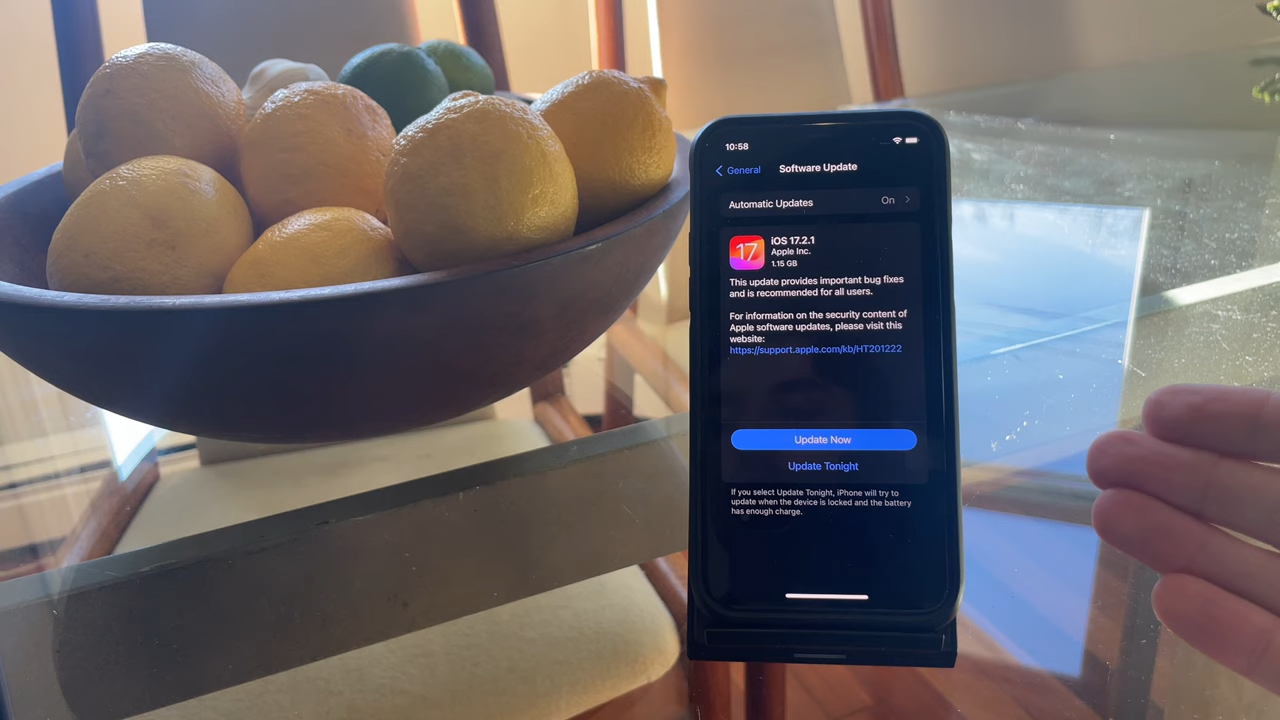 10:58
General
Software Update
Automatic Updates
On
17
iOS 17.2.1
Apple Inc.
1.15 GB
This update provides important bug fixes
and is recommended for all users.
For information on the security content of
Apple software updates, please visit this
website:
https://support.apple.com/kb/HT201222
Update Now
Update Tonight
If you select Update Tonight, iPhone will try to
update when the device is locked and the battery
has enough charge.